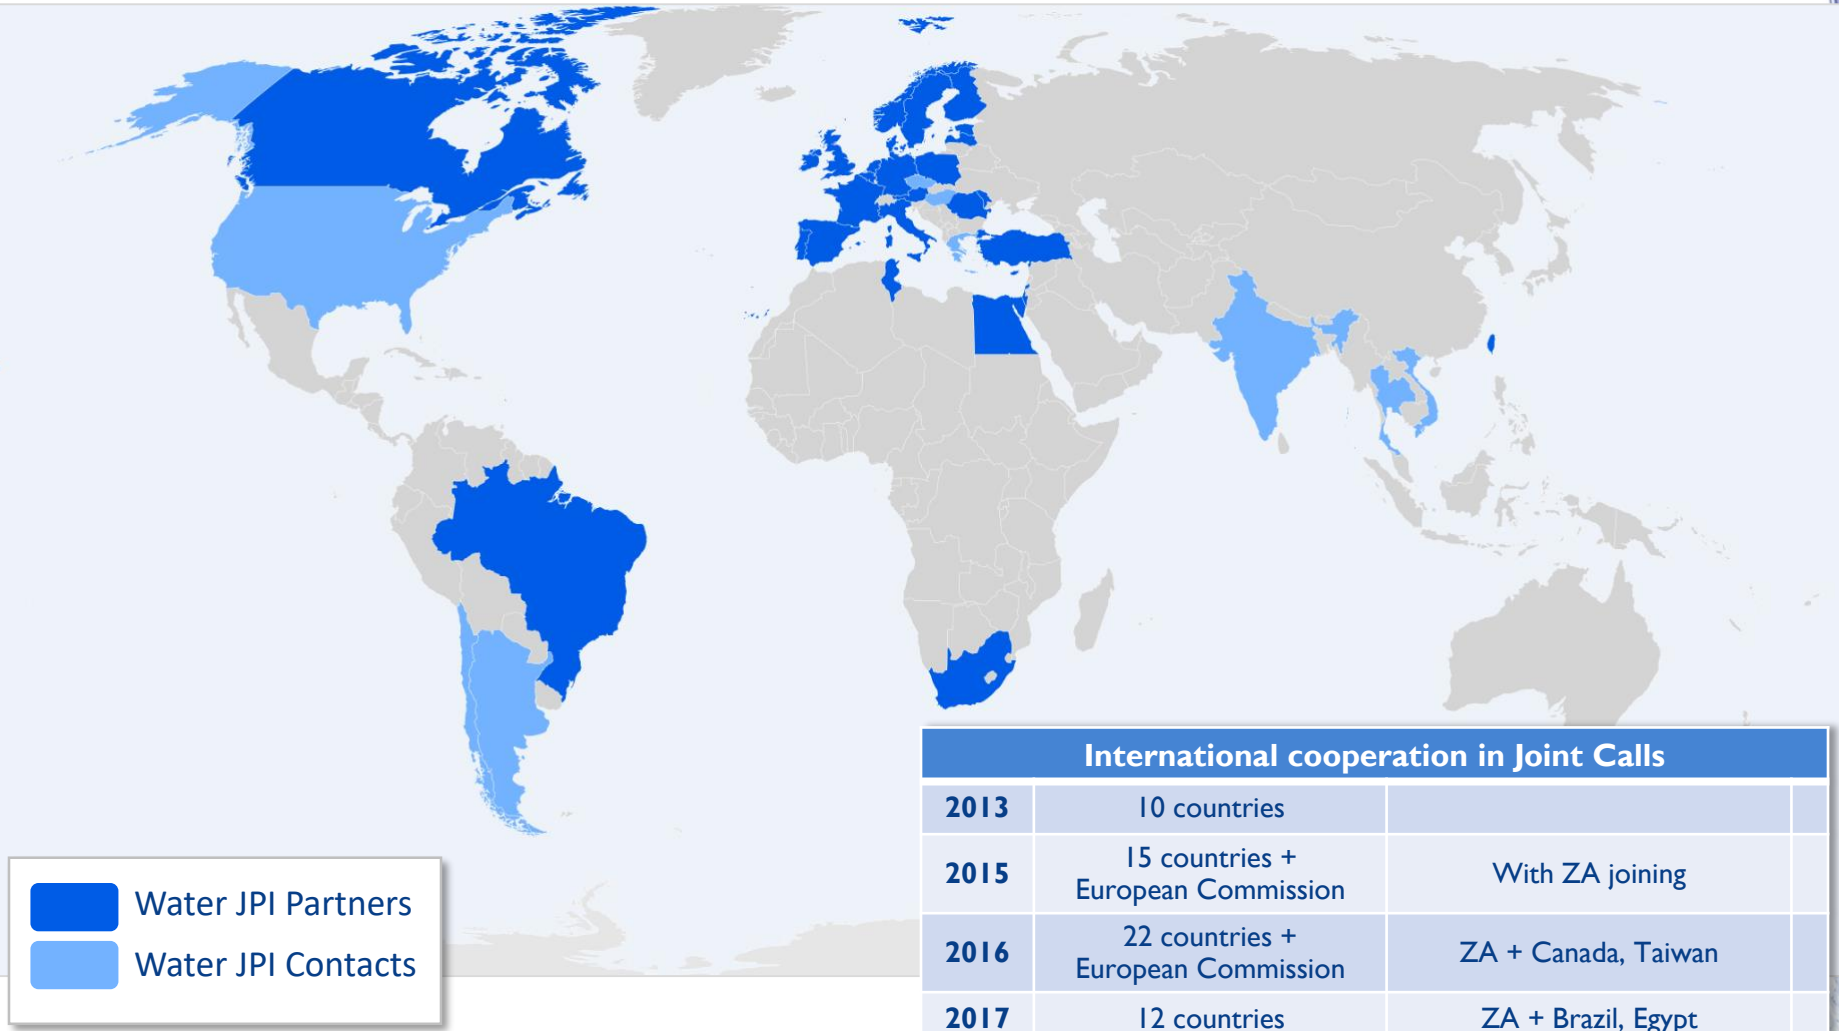 International cooperation in Joint Calls
2013 10 countries
2015 15 countries +
European Commission With ZA joining
2016 22 countries +
European Commission ZA + Canada, Taiwan
2017 12 countries ZA + Brazil, Egypt
Water JPI Partners
Water JPI Contacts